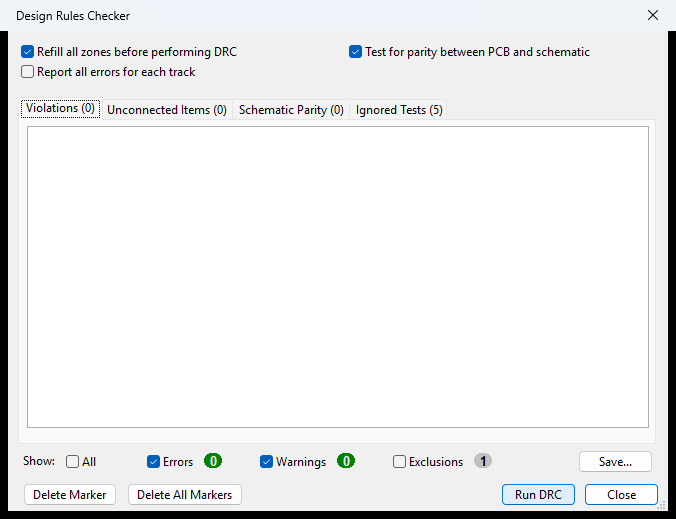 Design Rules Checker
Refill all zones before performing DRC
Test for parity between PCB and schematic
Report all errors for each track
Violations (0)
Unconnected Items (0)
Schematic Parity (0)
Ignored Tests (5)
Show:
All
Errors
0
Warnings
0
Exclusions
1
Save...
Delete Marker
Delete All Markers
Run DRC
Close